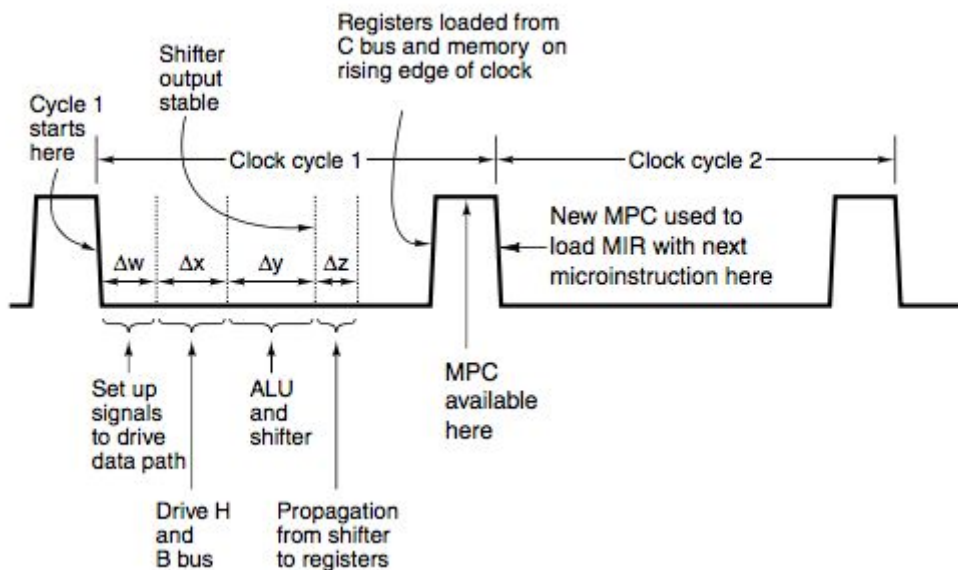 Registers loaded from
C bus and memory on
rising edge of clock
Shifter
output
stable
Cycle 1
starts
here
Clock cycle 1
Clock cycle 2
New MPC used to
load MIR with next
microinstruction here
Δw
Δx
Δy
Δz
Set up
signals
to drive
data path
ALU
and
shifter
MPC
available
here
Drive H
and
B bus
Propagation
from shifter
to registers